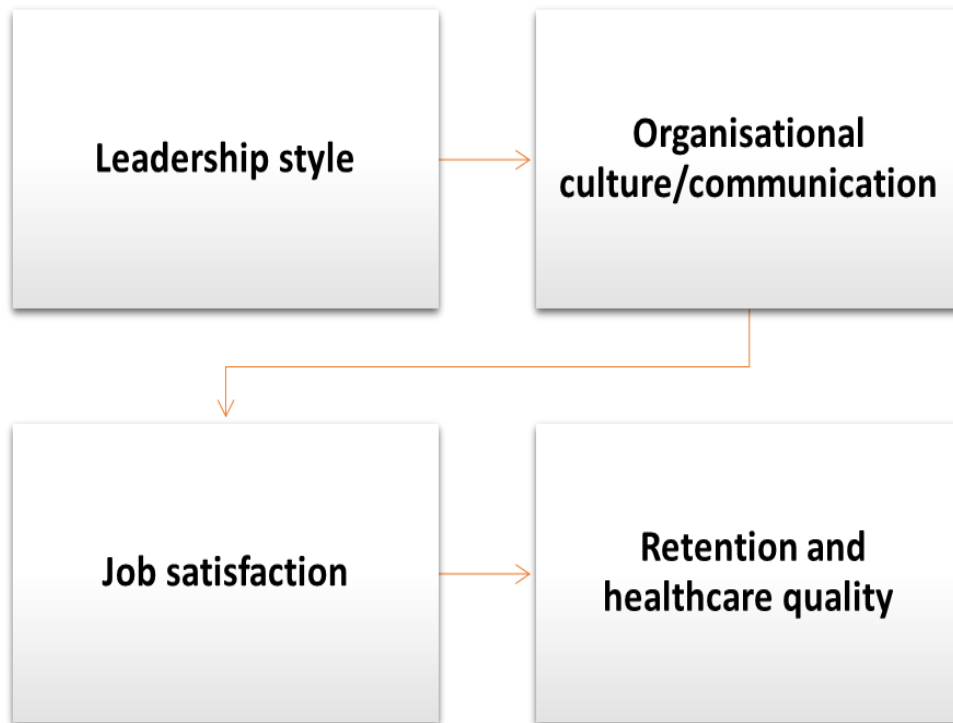 Leadership style
Organisational
culture/communication
Job satisfaction
Retention and
healthcare quality